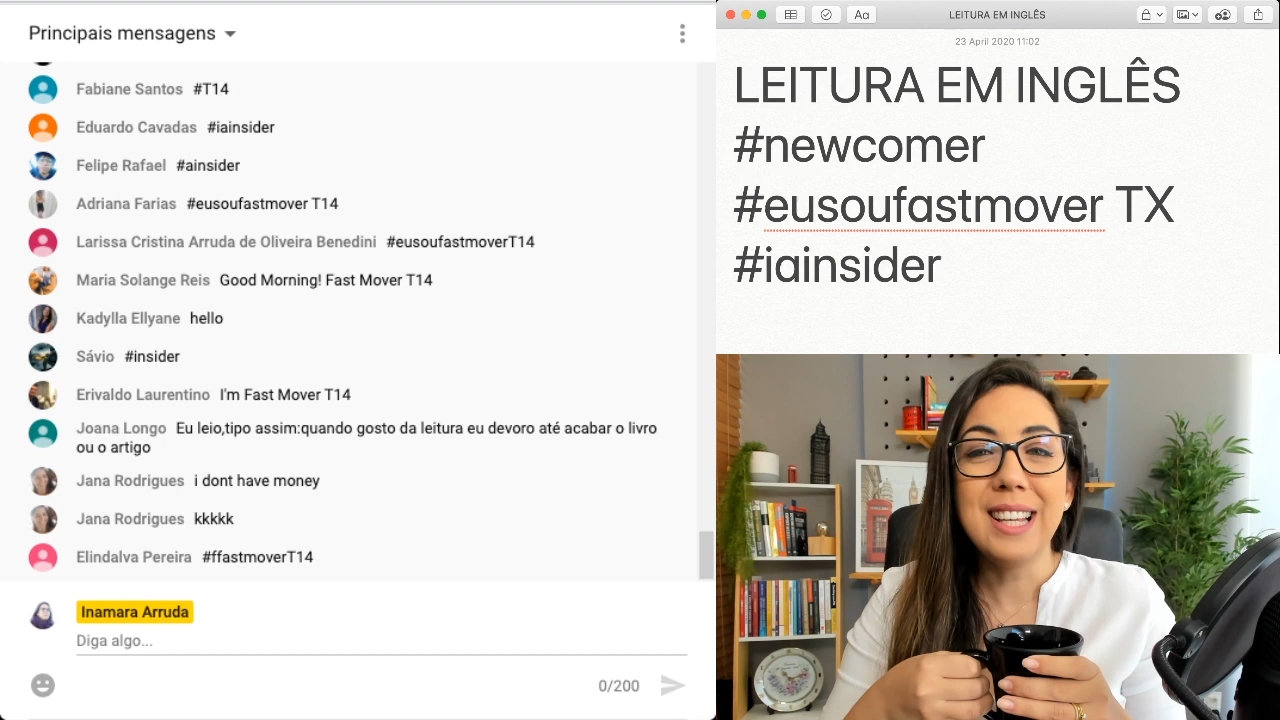 Principais mensagens
Fabiane Santos #T14
Eduardo Cavadas #iainsider
Felipe Rafael #ainsider
Adriana Farias #eusoufastmover T14
Larissa Cristina Arruda de Oliveira Benedini #eusoufastmoverT14
Maria Solange Reis Good Morning! Fast Mover T14
Kadylla Ellyane hello
Sávio #insider
Erivaldo Laurentino I'm Fast Mover T14
Joana Longo Eu leio,tipo assim:quando gosto da leitura eu devoro até acabar o livro
ou o artigo
Jana Rodrigues i dont have money
Jana Rodrigues kkkkk
Elindalva Pereira #ffastmoverT14
Inamara Arruda
Diga algo...
0/200
Aa
LEITURA EM INGLÊS
23 April 2020 11:02
LEITURA EM INGLÊS
#newcomer
#eusoufastmover TX
#iainsider